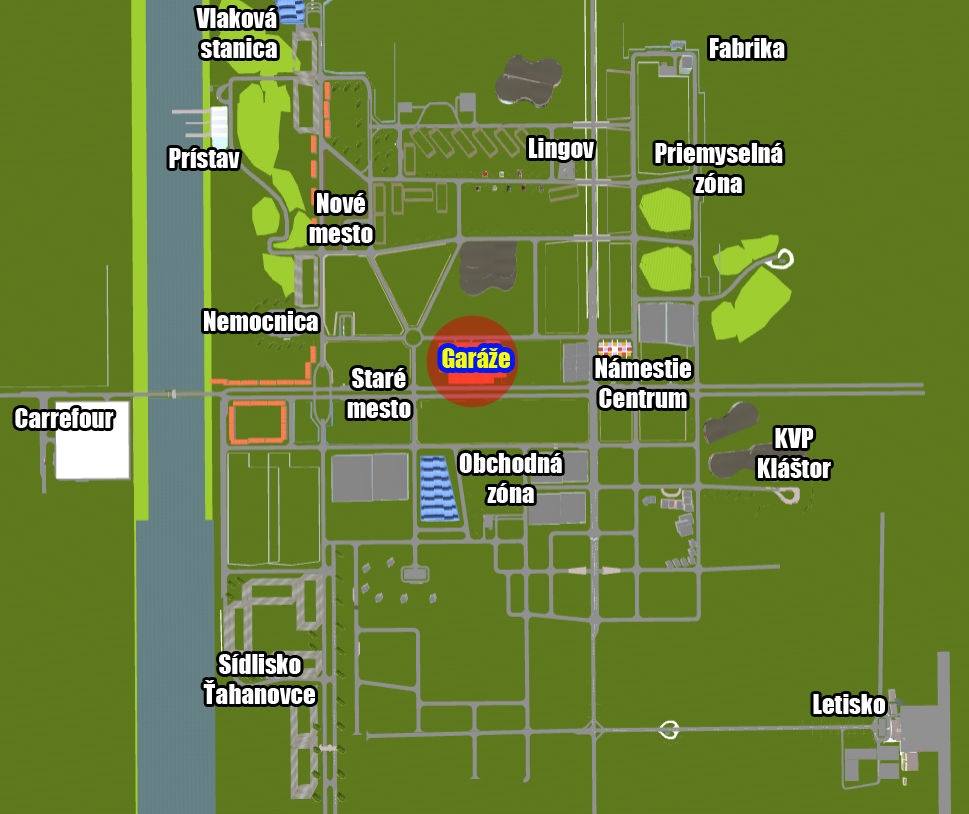 Vlaková
stanica
Fabrika
Prístav
Lingov
Priemyselná
zóna
Nové
mesto
Nemocnica
Garáže
Staré
mesto
Námestie
Centrum
Carrefour
Obchodná
zóna
KVP
Kláštor
Sídlisko
Ťahanovce
Letisko